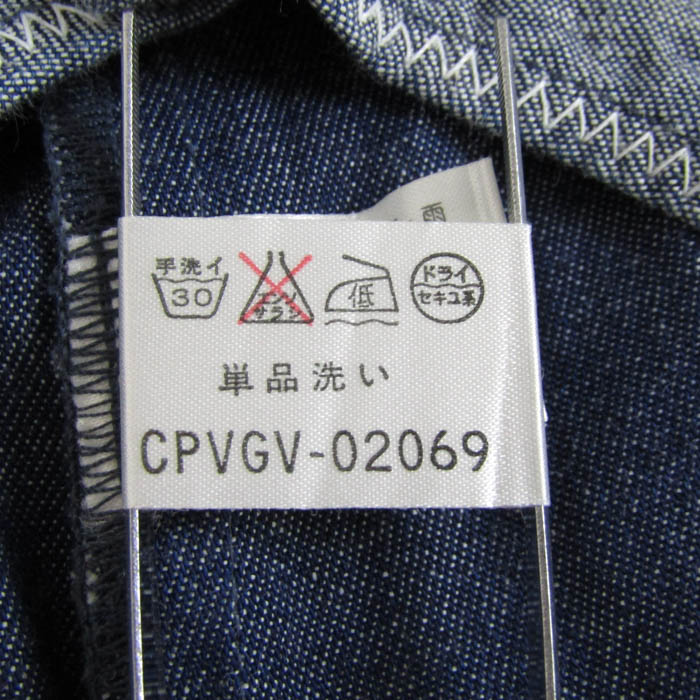 雨
手洗イ
30
エンソ
サラシ
低
ドライ
セキユ系
単品洗い
CPVGV-02069